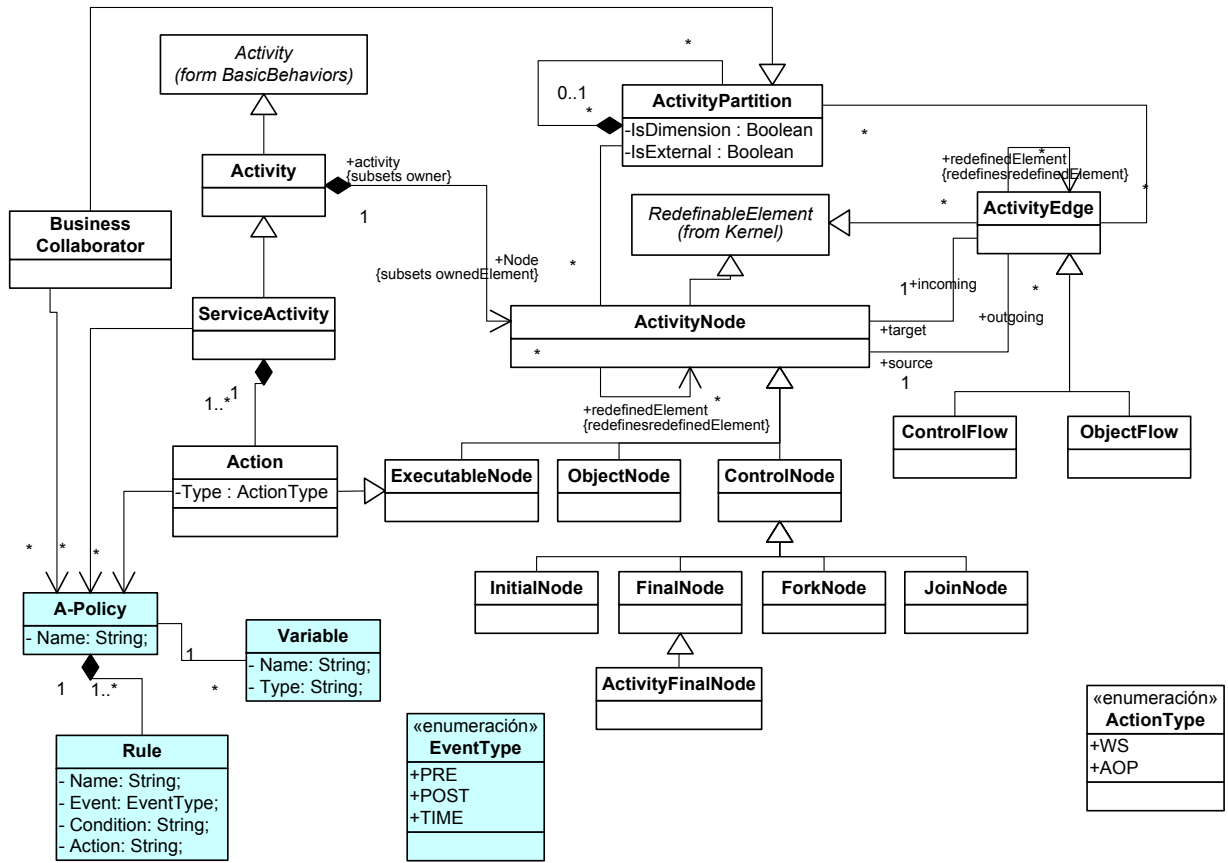 Activity
(form BasicBehaviors)
*
0..1
*
ActivityPartition
-IsDimension : Boolean
-IsExternal : Boolean
*
Activity
+activity
{subsets owner}
1
+redefinedElement
*
{redefinesredefinedElement}
*
ActivityEdge
RedefinableElement
(from Kernel)
*
Business
Collaborator
+Node
{subsets ownedElement}
*
1
+incoming
*
ServiceActivity
ActivityNode
+target
+outgoing
*
+source
1
1
1..*
+redefinedElement
*
{redefinesredefinedElement}
ControlFlow
ObjectFlow
Action
-Type : ActionType
ExecutableNode
ObjectNode
ControlNode
*
*
*
InitialNode
FinalNode
ForkNode
JoinNode
A-Policy
- Name: String;
1
Variable
- Name: String;
- Type: String;
1
1..*
*
ActivityFinalNode
Rule
- Name: String;
- Event: EventType;
- Condition: String;
- Action: String;
«enumeración»
EventType
+PRE
+POST
+TIME
«enumeración»
ActionType
+WS
+AOP